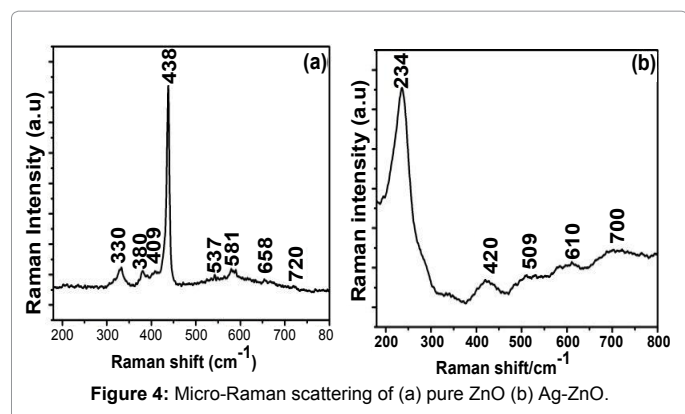 (a)
438
330
380
409
537
581
658
720
Raman Intensity (a.u)
200 300 400 500 600 700 80
Raman shift (cm-1)
(b)
234
420
509
610
700
Raman Intensity (a.u)
200 300 400 500 600 700 800
Raman shift/cm-1
Figure 4: Micro-Raman scattering of (a) pure ZnO (b) Ag-ZnO.